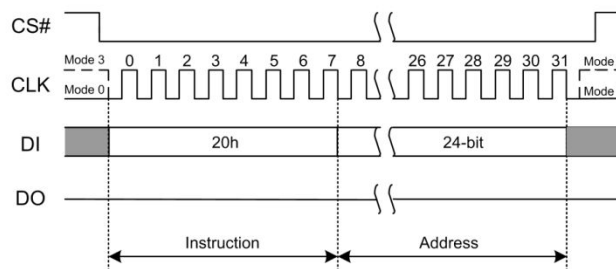 CS#
Mode 3 0 1 2 3 4 5 6 7 8 26 27 28 29 30 31 Mode
CLK
Mode 0 Mode
DI 20h 24-bit
DO
Instruction Address